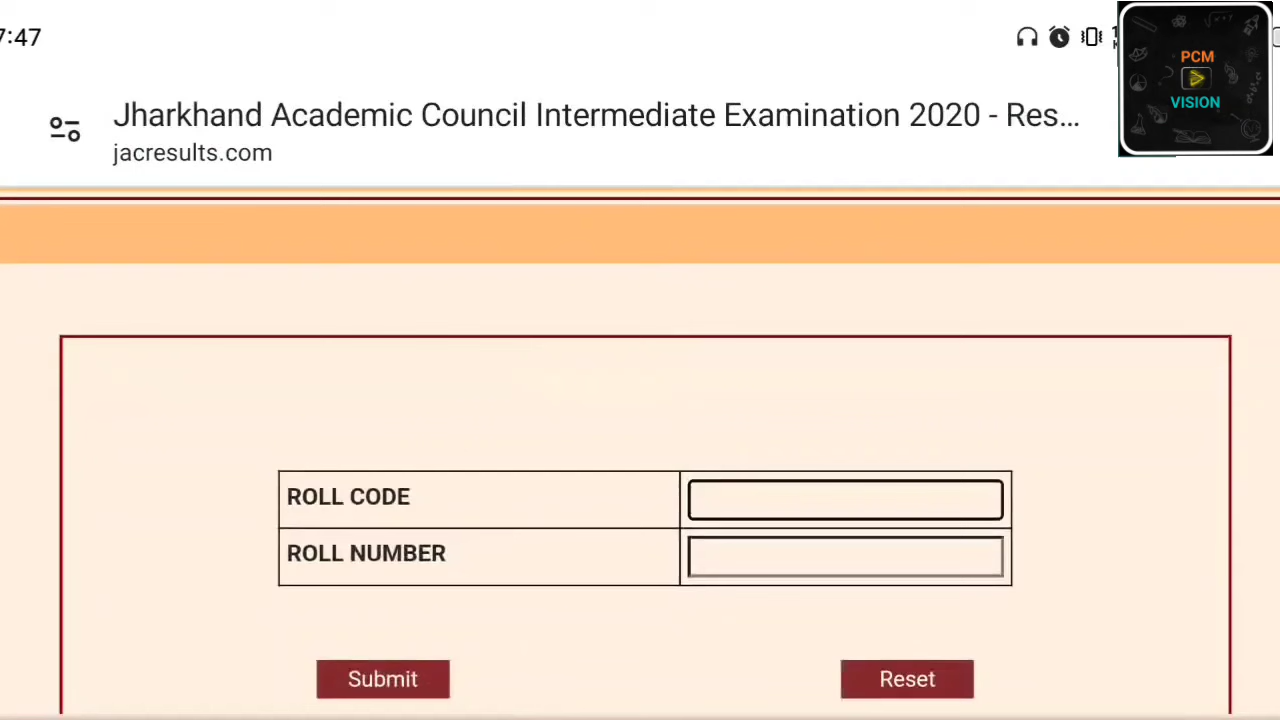 7:47
Jharkhand Academic Council Intermediate Examination 2020 - Res...
jacresults.com
PCM
VISION
ROLL CODE
ROLL NUMBER
Submit
Reset